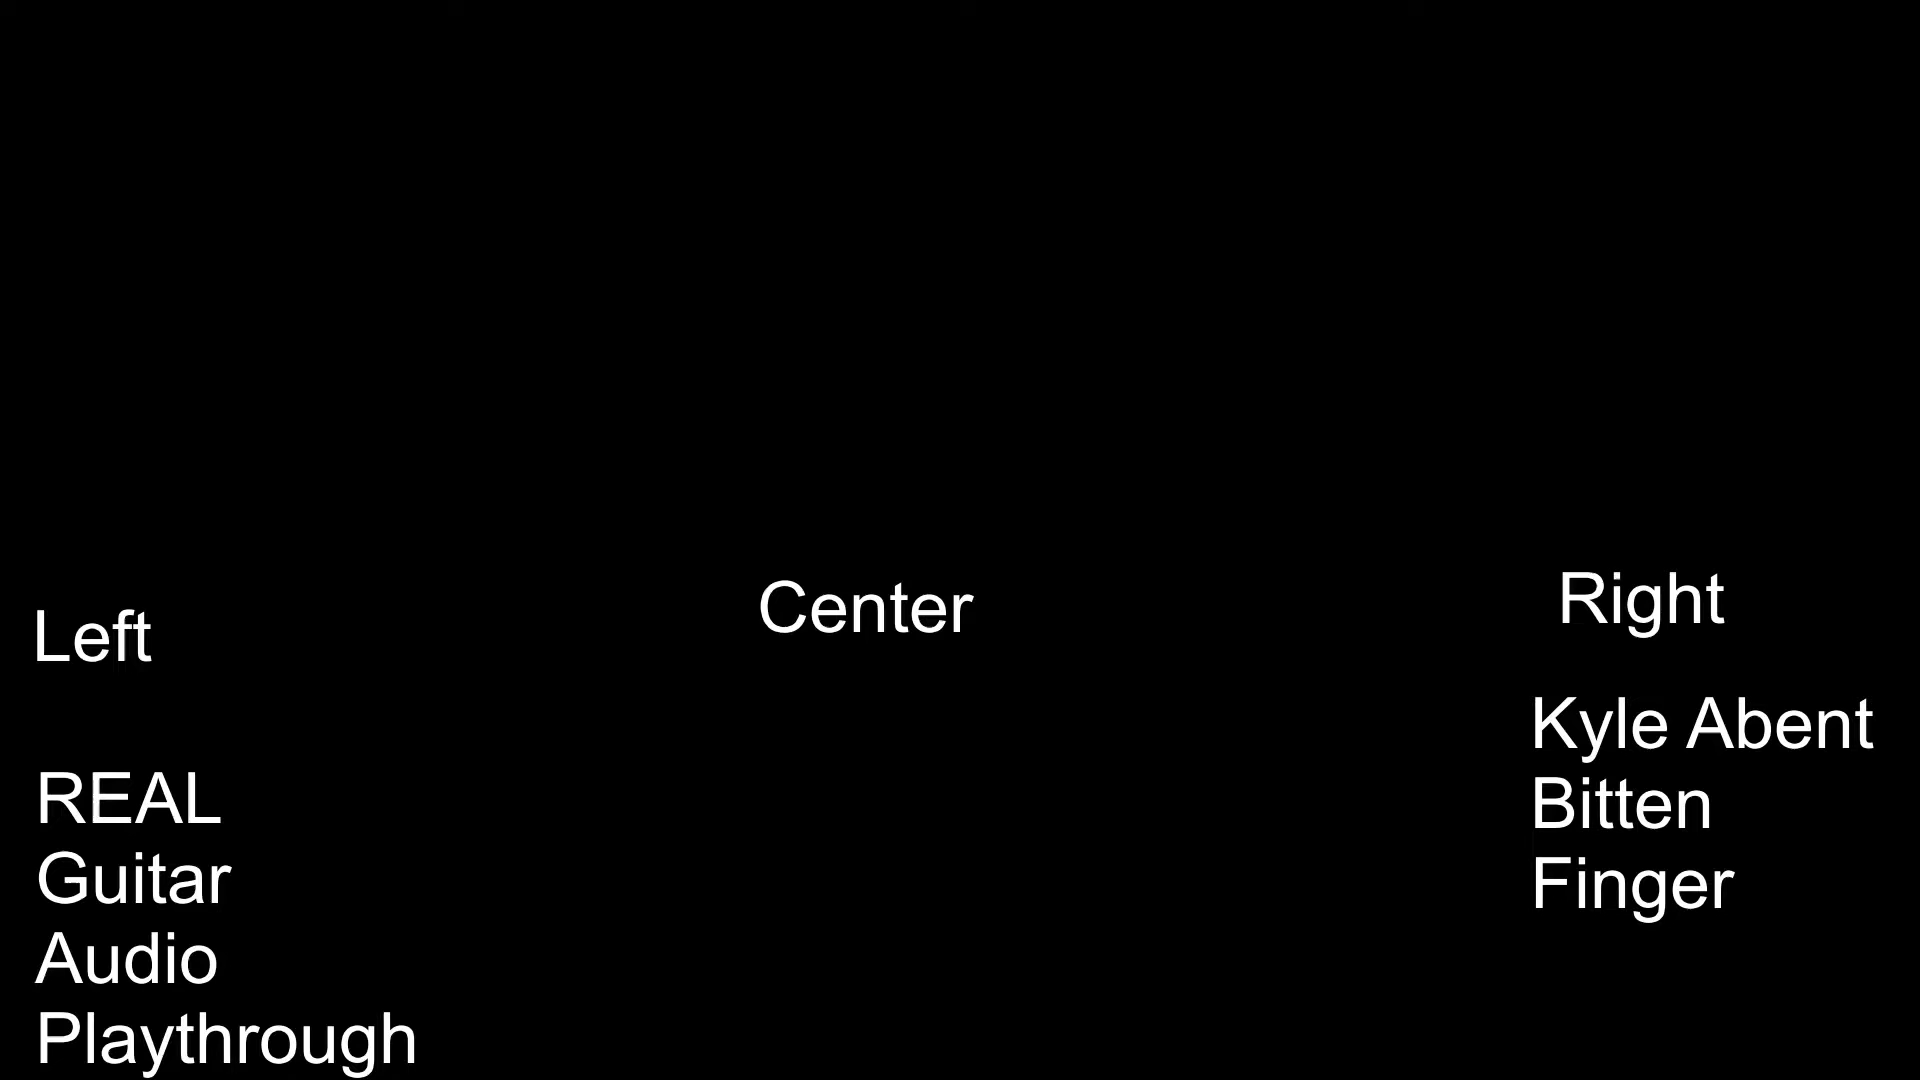 Left
Center
Right
REAL
Guitar
Audio
Playthrough
Kyle Abent
Bitten
Finger